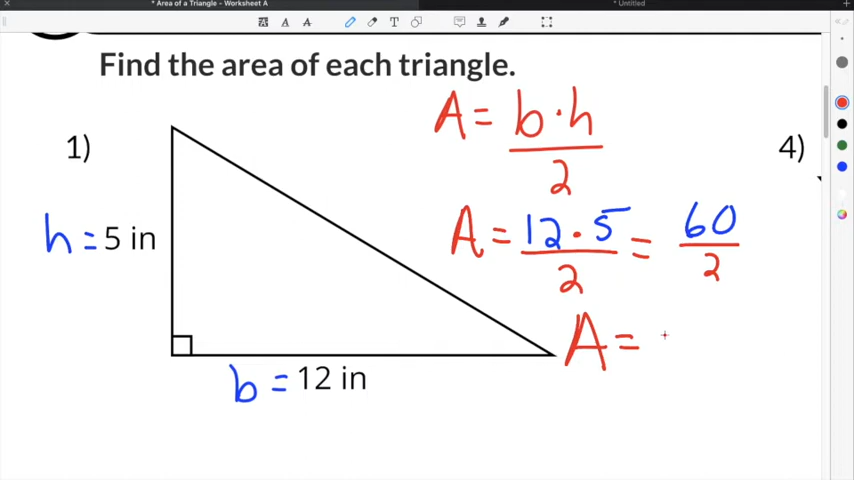 * Area of a Triangle - Worksheet A
* Untitled
A A A T
Find the area of each triangle.
1)
A = b · h / 2
4)
h = 5 in
A = 12 · 5 / 2 = 60 / 2
A =
b = 12 in